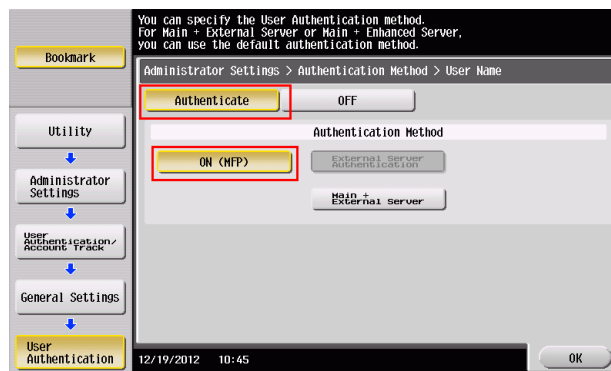 You can specify the User Authentication method.
For Main + External Server or Main + Enhanced Server,
you can use the default authentication method.
Bookmark
Administrator Settings > Authentication Method > User Name
Authenticate
OFF
Utility
Authentication Method
ON (MFP)
External Server
Authentication
Administrator
Settings
Main +
External Server
User
Authentication/
Account Track
General Settings
User
Authentication
12/19/2012 10:45
OK